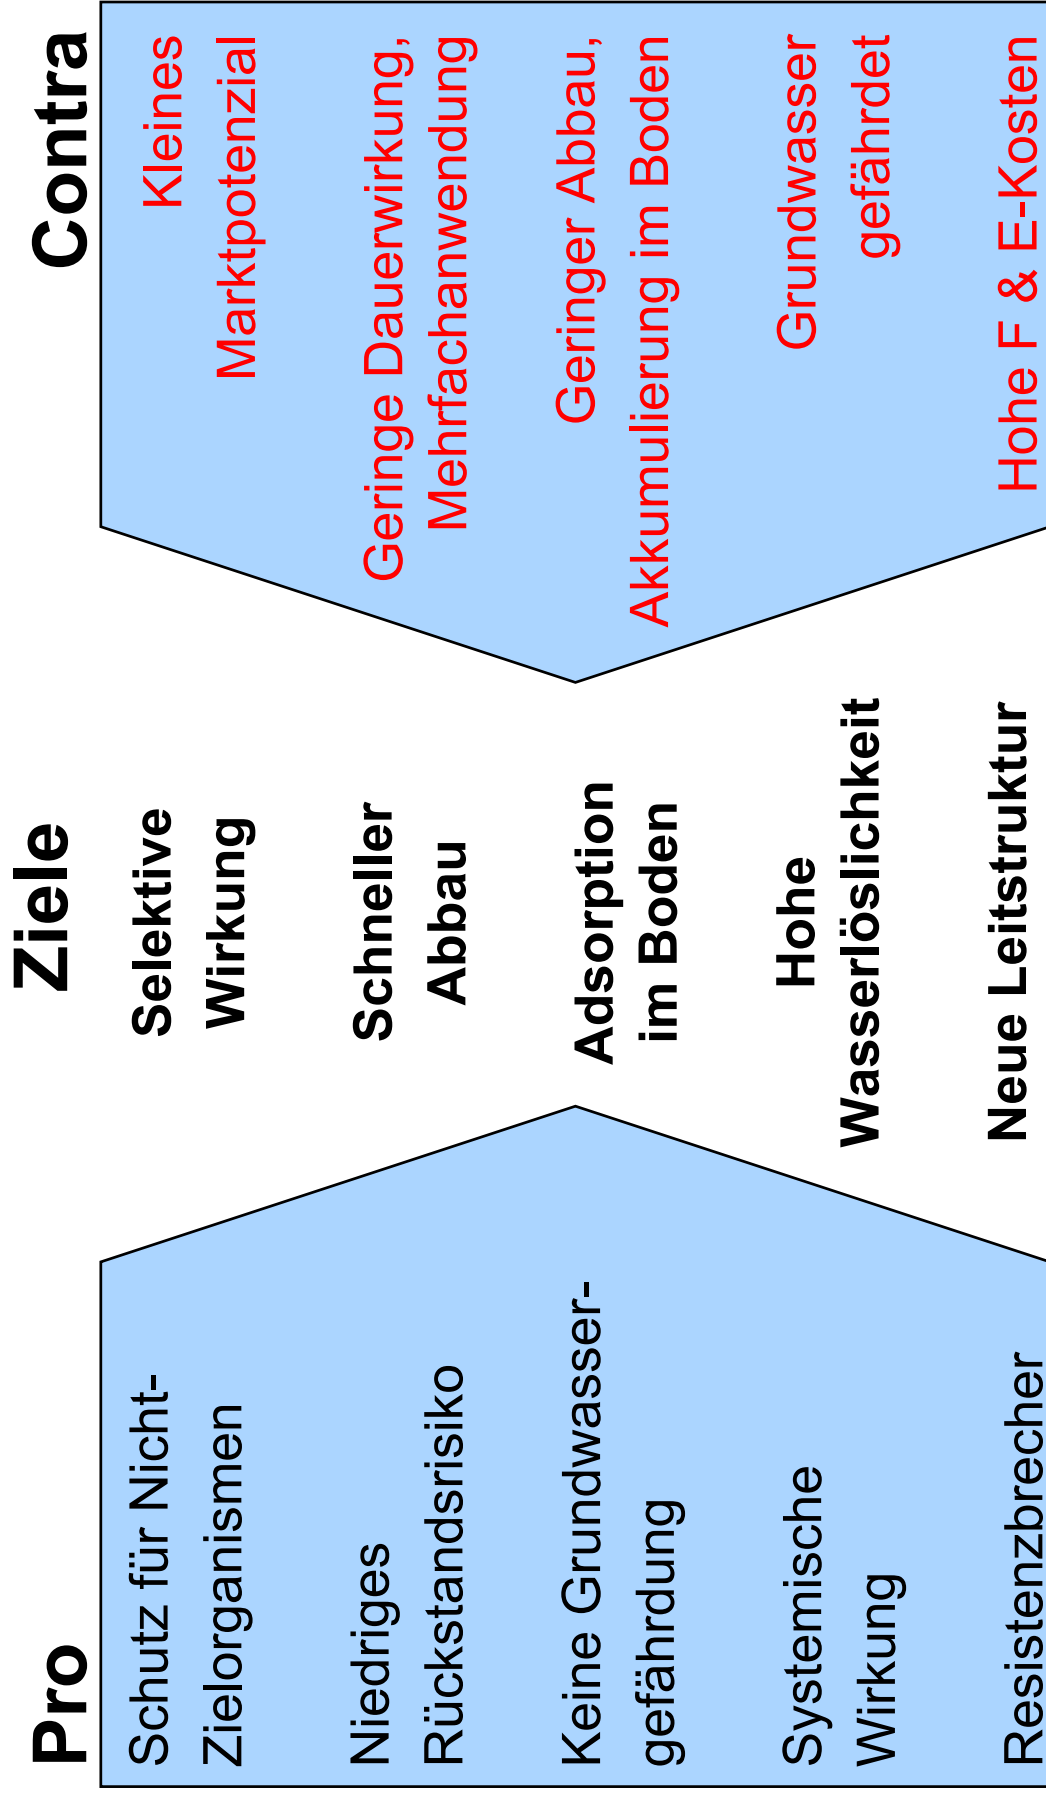 Pro
Ziele
Contra
Schutz für Nicht-
Zielorganismen
Selektive
Wirkung
Kleines
Marktpotenzial
Niedriges
Rückstandsrisiko
Schneller
Abbau
Geringe Dauerwirkung,
Mehrfachanwendung
Keine Grundwasser-
gefährdung
Adsorption
im Boden
Geringer Abbau,
Akkumulierung im Boden
Systemische
Wirkung
Hohe
Wasserlöslichkeit
Grundwasser
gefährdet
Resistenzbrecher
Neue Leitstruktur
Hohe F & E-Kosten